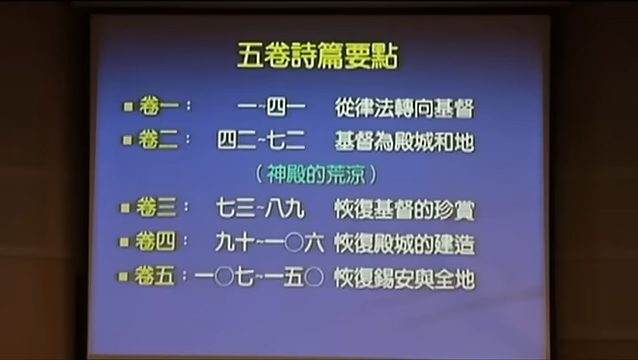 五卷詩篇要點
卷一： 一~四一 從律法轉向基督
卷二： 四二~七二 基督為殿城和地
（神殿的荒涼）
卷三： 七三~八九 恢復基督的珍賞
卷四： 九十~一〇六 恢復殿城的建造
卷五： 一〇七~一五〇 恢復錫安與全地